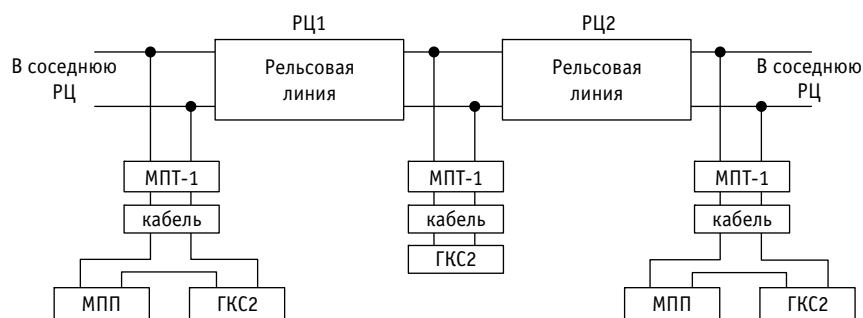 РЦ1
РЦ2
В соседнюю
РЦ
Рельсовая
линия
Рельсовая
линия
В соседнюю
РЦ
МПТ-1
МПТ-1
МПТ-1
кабель
кабель
кабель
ГКС2
МПП
ГКС2
МПП
ГКС2